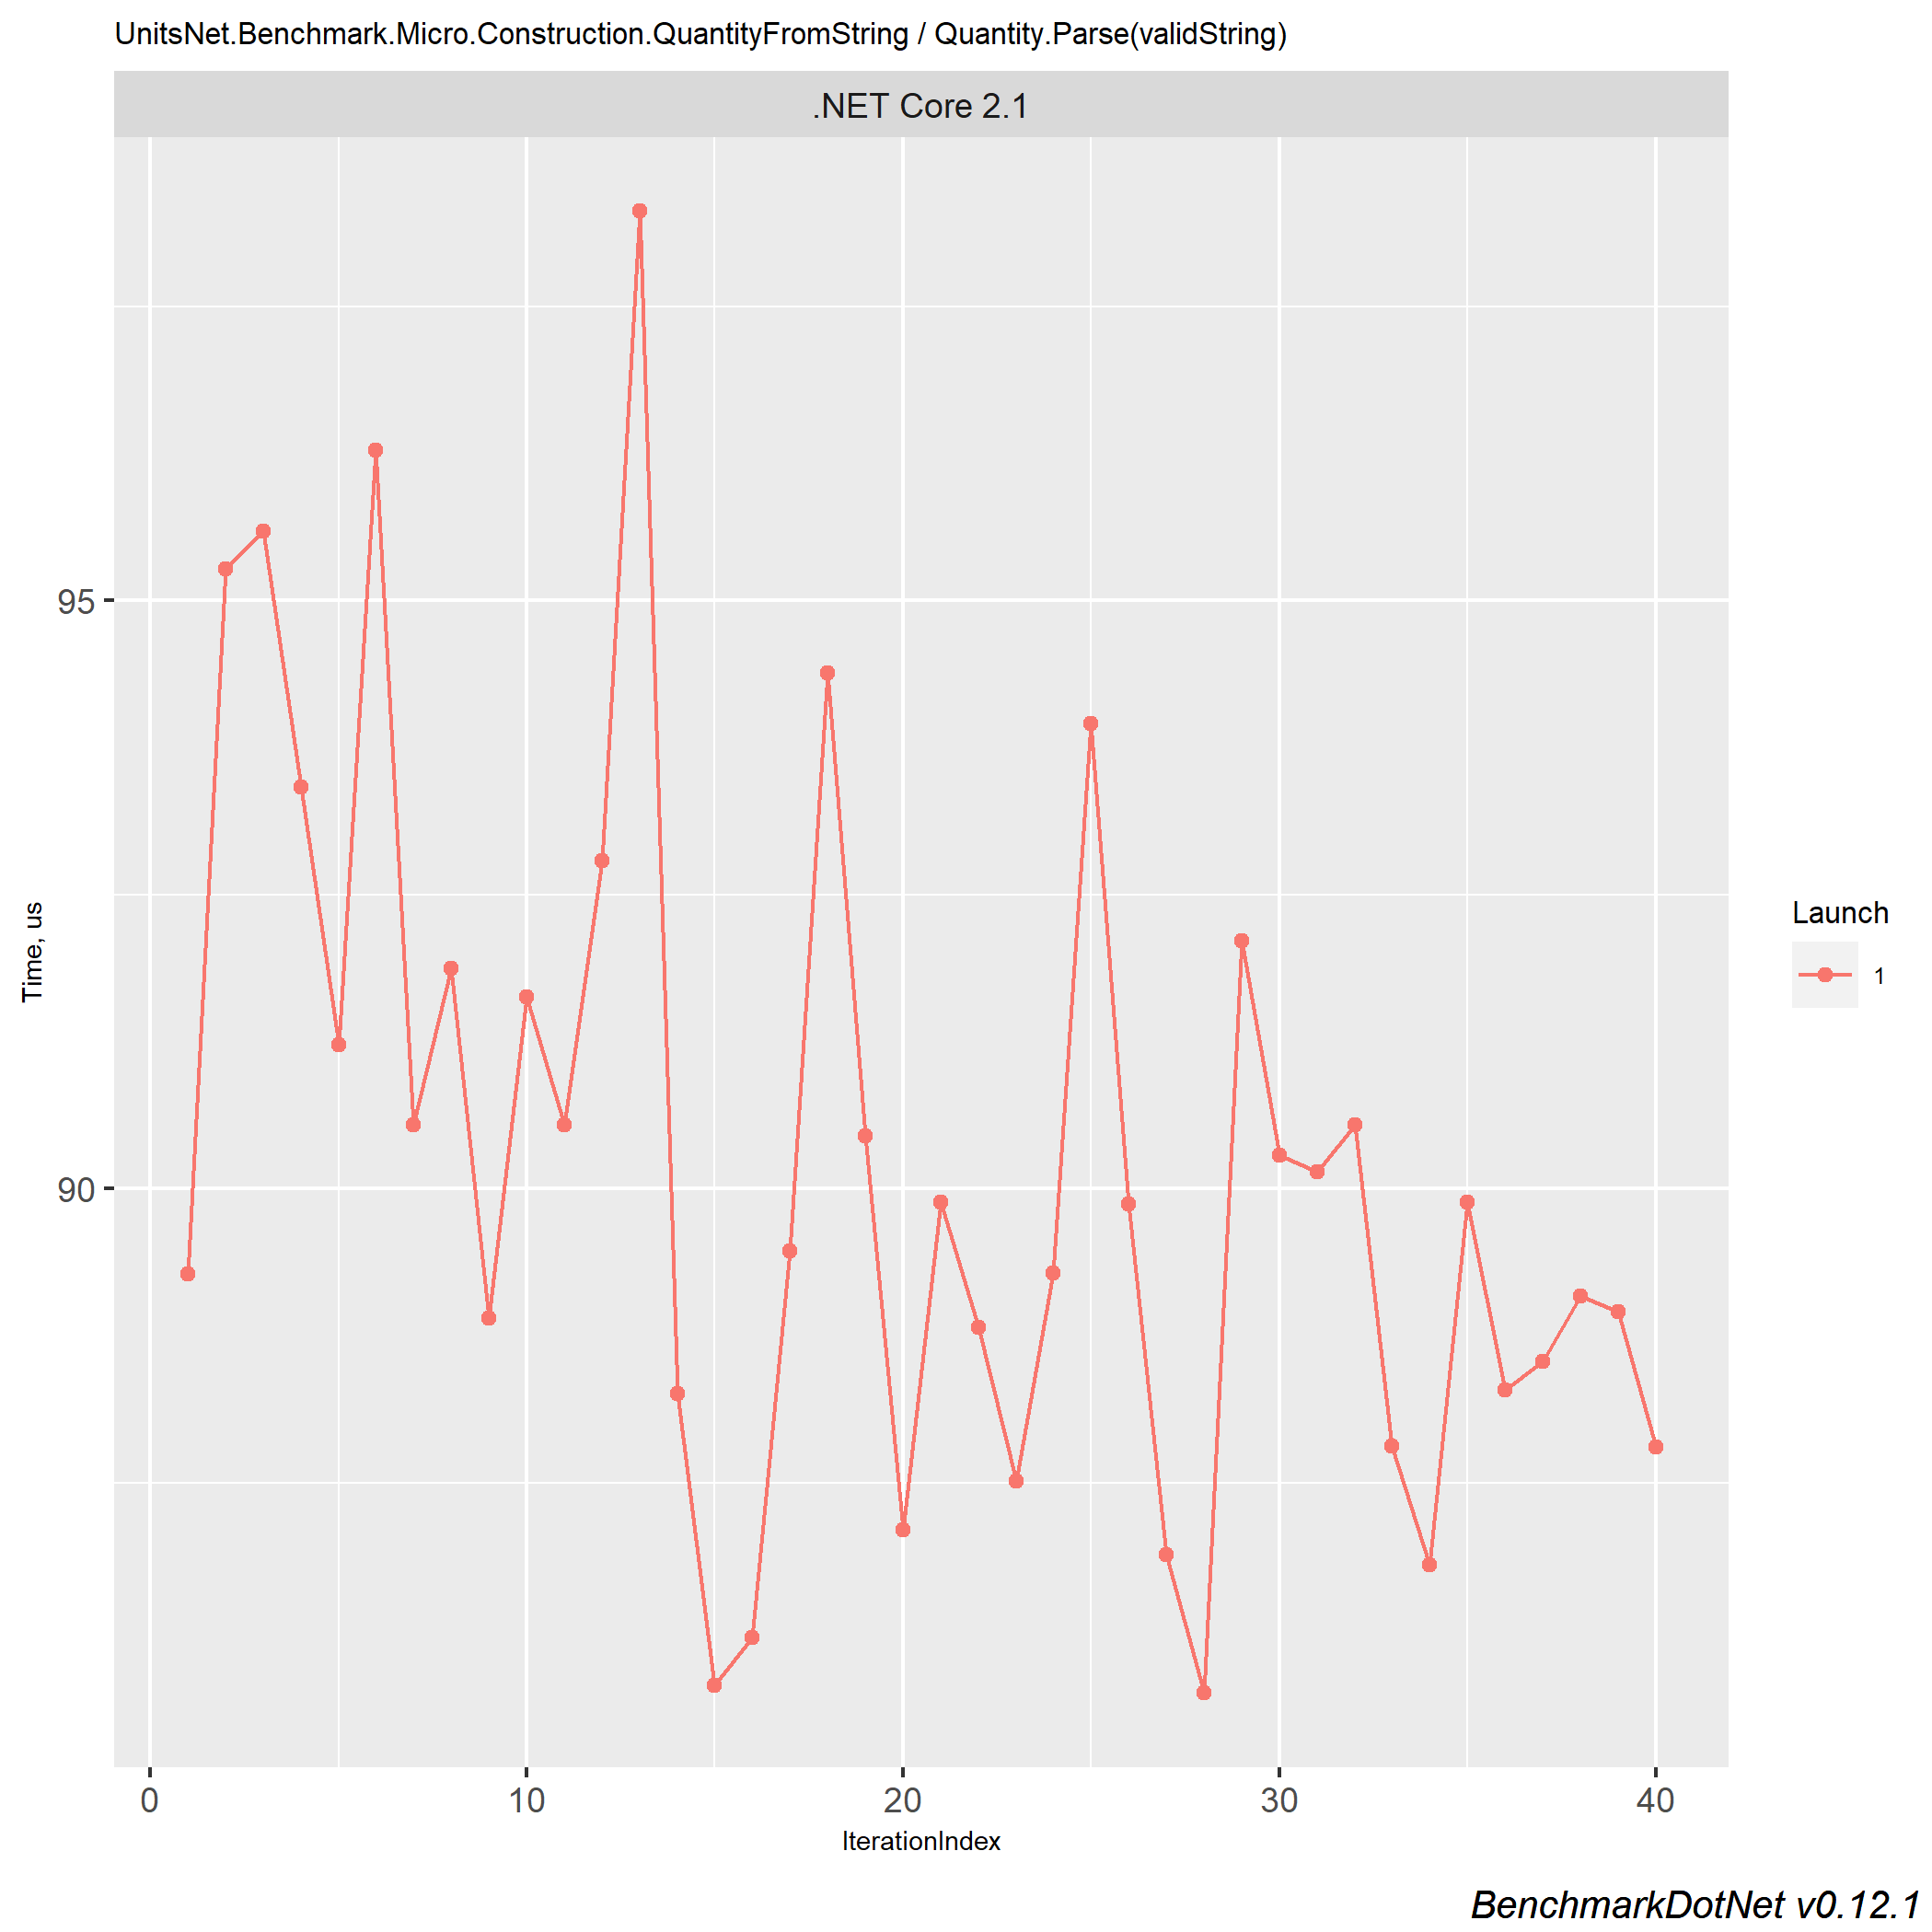 UnitsNet.Benchmark.Micro.Construction.QuantityFromString / Quantity.Parse(validString)
.NET Core 2.1
95
90
Time, us
Launch
1
0 10 20 30 40
IterationIndex
BenchmarkDotNet v0.12.1